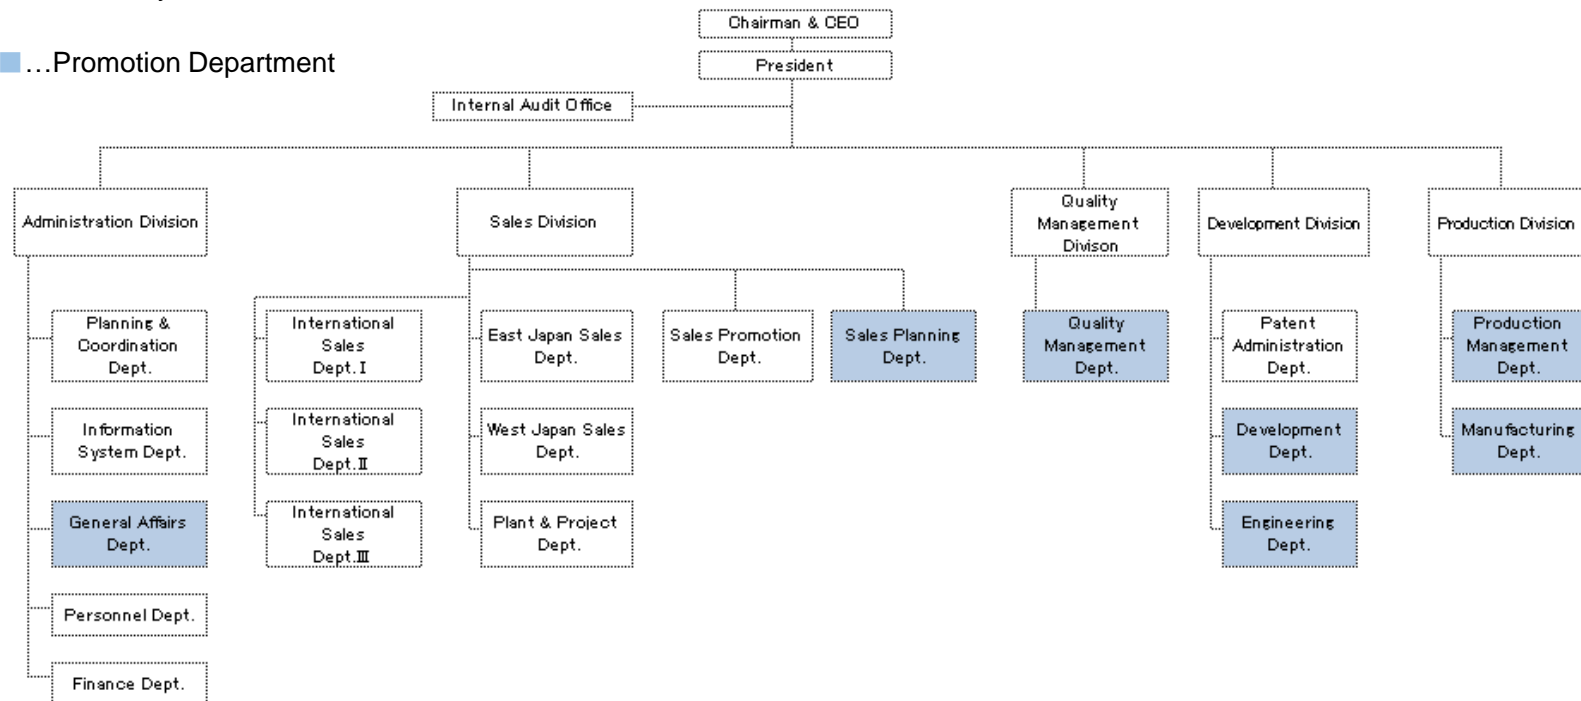 Chairman & CEO
…Promotion Department
President
Internal Audit Office
Administration Division
Sales Division
Quality
Management
Divison
Development Division
Production Division
Planning &
Coordination
Dept.
International
Sales
Dept.Ⅰ
East Japan Sales
Dept.
Sales Promotion
Dept.
Sales Planning
Dept.
Quality
Management
Dept.
Patent
Administration
Dept.
Production
Management
Dept.
Information
System Dept.
International
Sales
Dept.Ⅱ
West Japan Sales
Dept.
Development
Dept.
Manufacturing
Dept.
General Affairs
Dept.
International
Sales
Dept.Ⅲ
Plant & Project
Dept.
Engineering
Dept.
Personnel Dept.
Finance Dept.